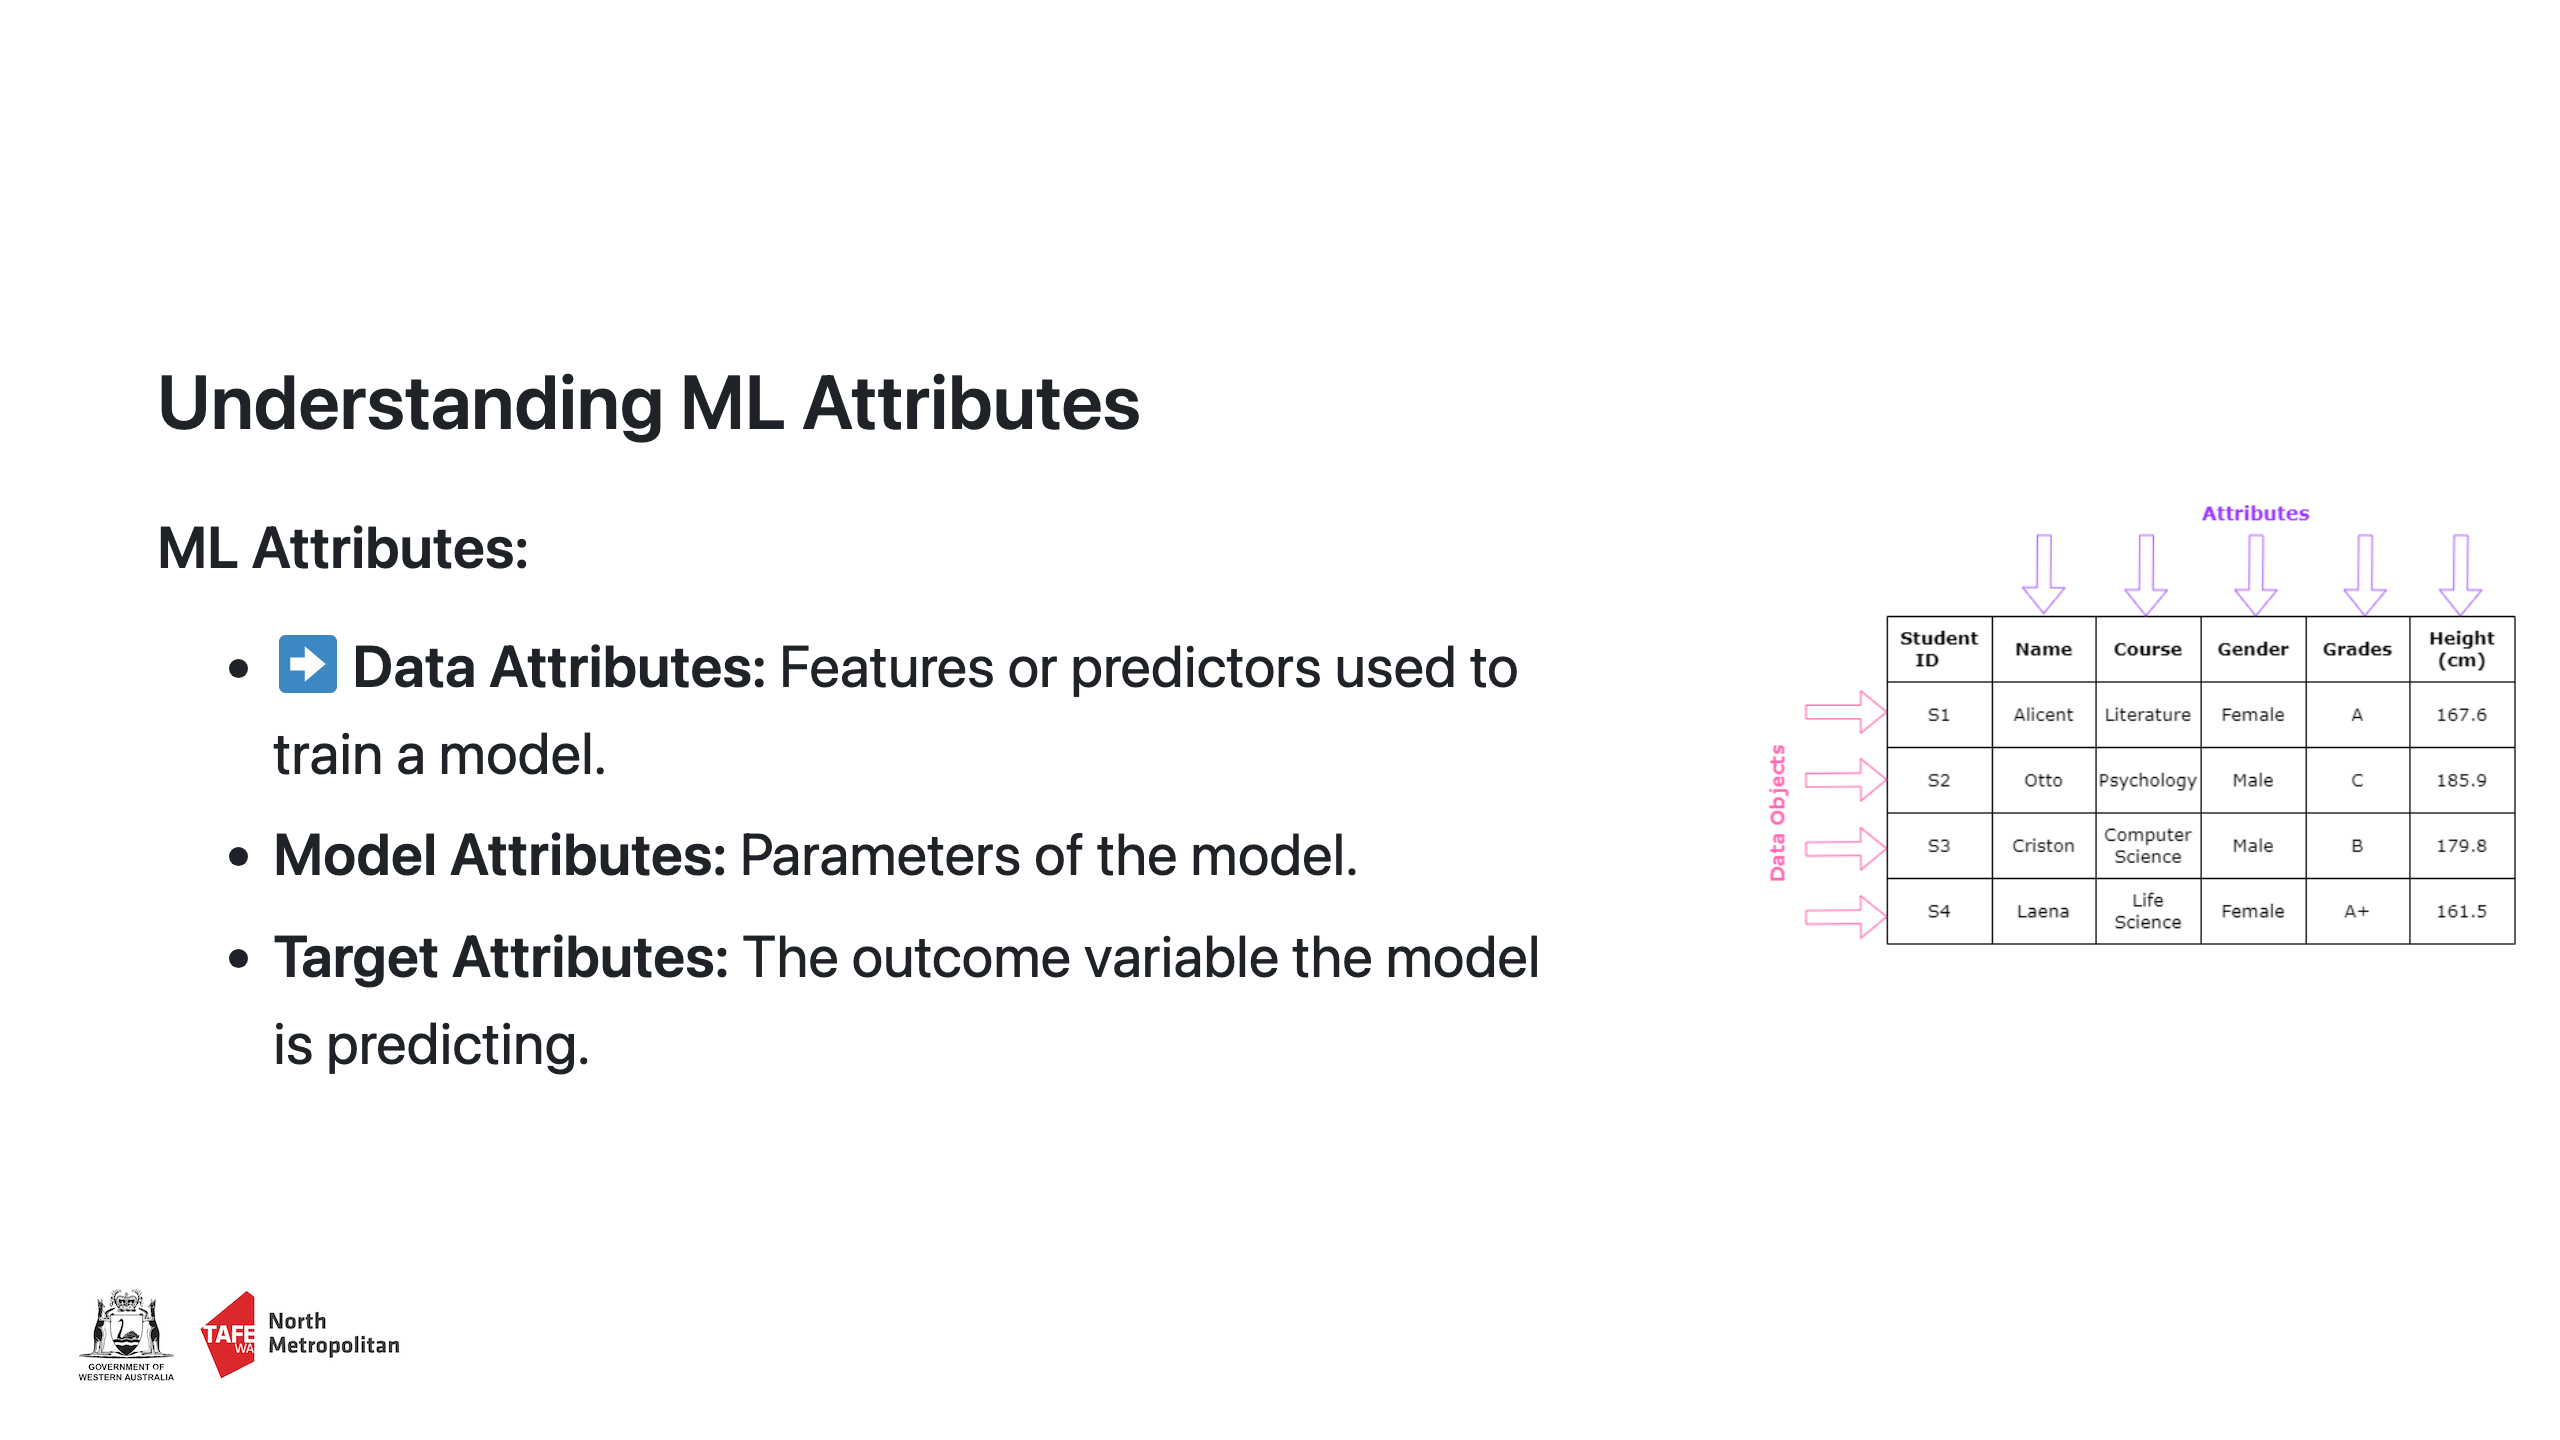 Understanding ML Attributes
ML Attributes:
• ➡ Data Attributes: Features or predictors used to
train a model.
• Model Attributes: Parameters of the model.
• Target Attributes: The outcome variable the model
is predicting.
Attributes
Data Objects
Student ID Name Course Gender Grades Height (cm)
S1 Alicent Literature Female A 167.6
S2 Otto Psychology Male C 185.9
S3 Criston Computer Science Male B 179.8
S4 Laena Life Science Female A+ 161.5
GOVERNMENT OF
WESTERN AUSTRALIA
TAFE
WA
North
Metropolitan